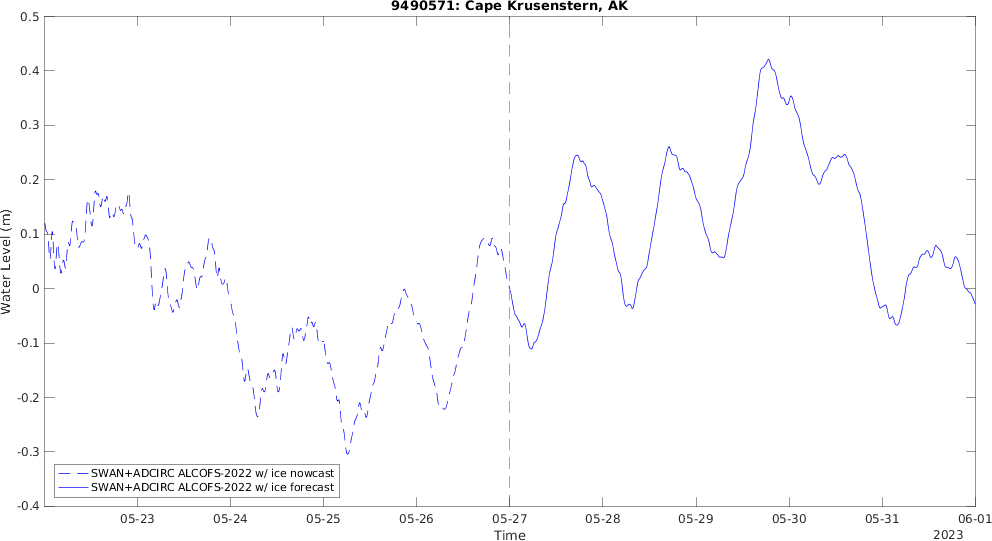 9490571: Cape Krusenstern, AK
0.5
0.4
0.3
0.2
0.1
0
-0.1
-0.2
-0.3
-0.4
Water Level (m)
SWAN+ADCIRC ALCOFS-2022 w/ ice nowcast
SWAN+ADCIRC ALCOFS-2022 w/ ice forecast
05-23 05-24 05-25 05-26 05-27 05-28 05-29 05-30 05-31 06-01
Time
2023